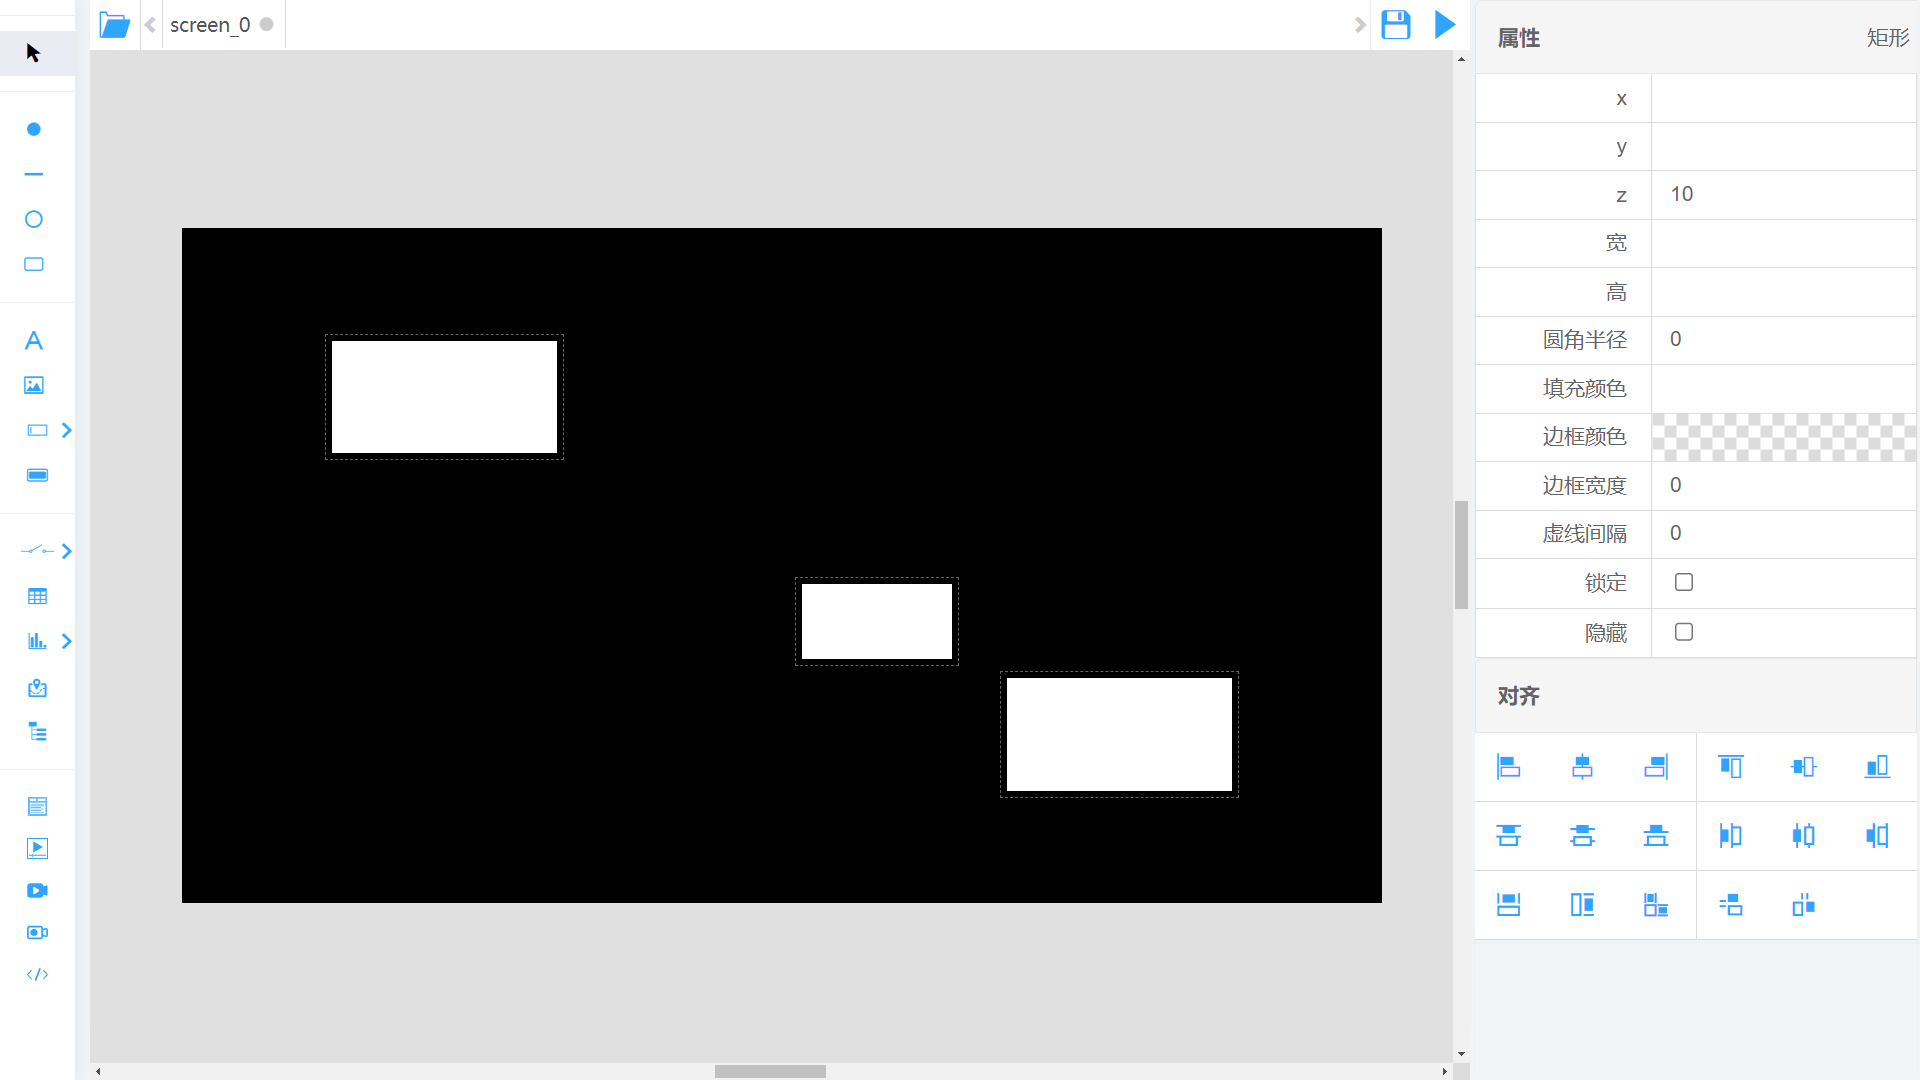 screen_0
属性 矩形
x
y
z 10
宽
高
圆角半径 0
填充颜色
边框颜色
边框宽度 0
虚线间隔 0
锁定
隐藏
对齐
A